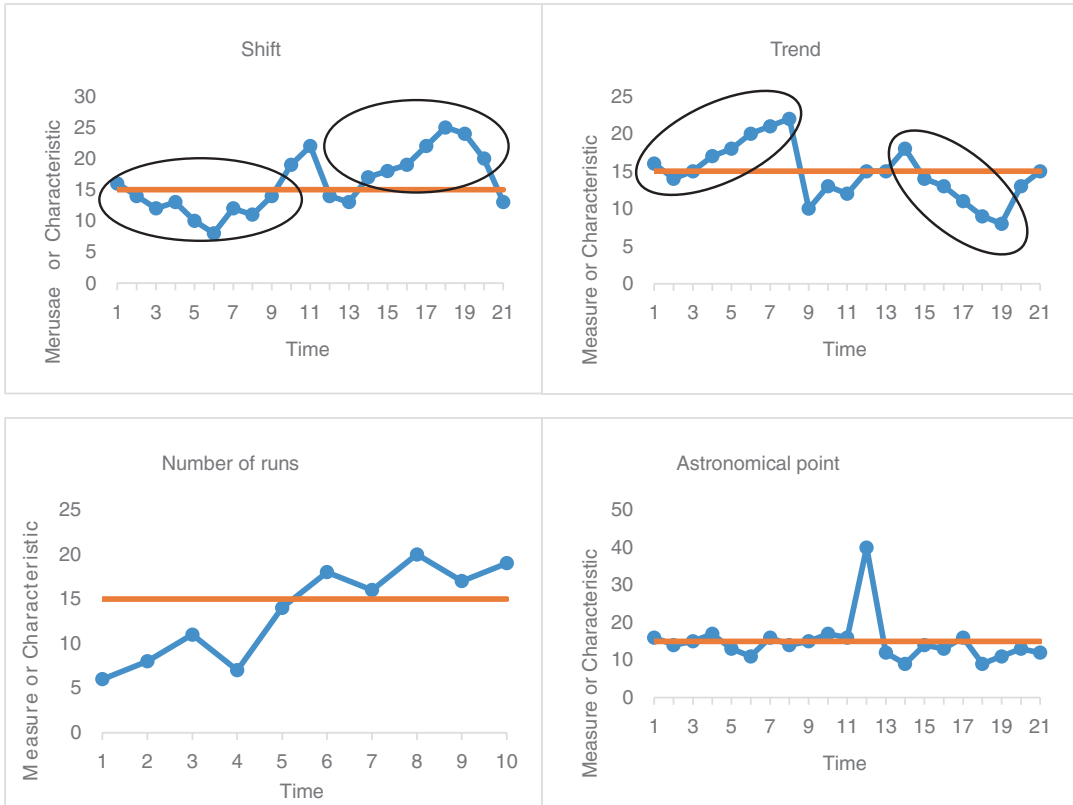 Shift
Merusae or Characteristic
30
25
20
15
10
5
0
1 3 5 7 9 11 13 15 17 19 21
Time
Trend
Measure or Characteristic
25
20
15
10
5
0
1 3 5 7 9 11 13 15 17 19 21
Time
Number of runs
Measure or Characteristic
25
20
15
10
5
0
1 2 3 4 5 6 7 8 9 10
Time
Astronomical point
Measure or Characteristic
50
40
30
20
10
0
1 3 5 7 9 11 13 15 17 19 21
Time